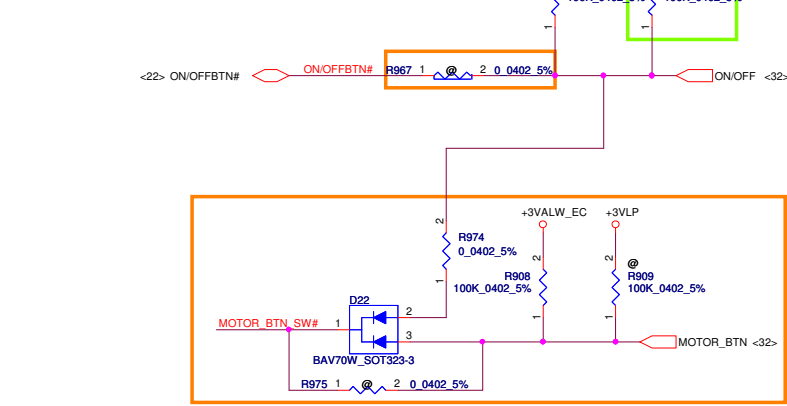 1
1
<22> ON/OFFBTN# ON/OFFBTN# R967 1 @ 2 0_0402_5% ON/OFF <32>
2
R974
0_0402_5%
1
+3VALW_EC +3VLP
2 2 @
R908 R909
100K_0402_5% 100K_0402_5%
1 1
D22
MOTOR_BTN_SW# 1 2
3 MOTOR_BTN <32>
BAV70W_SOT323-3
R975 1 @ 2 0_0402_5%